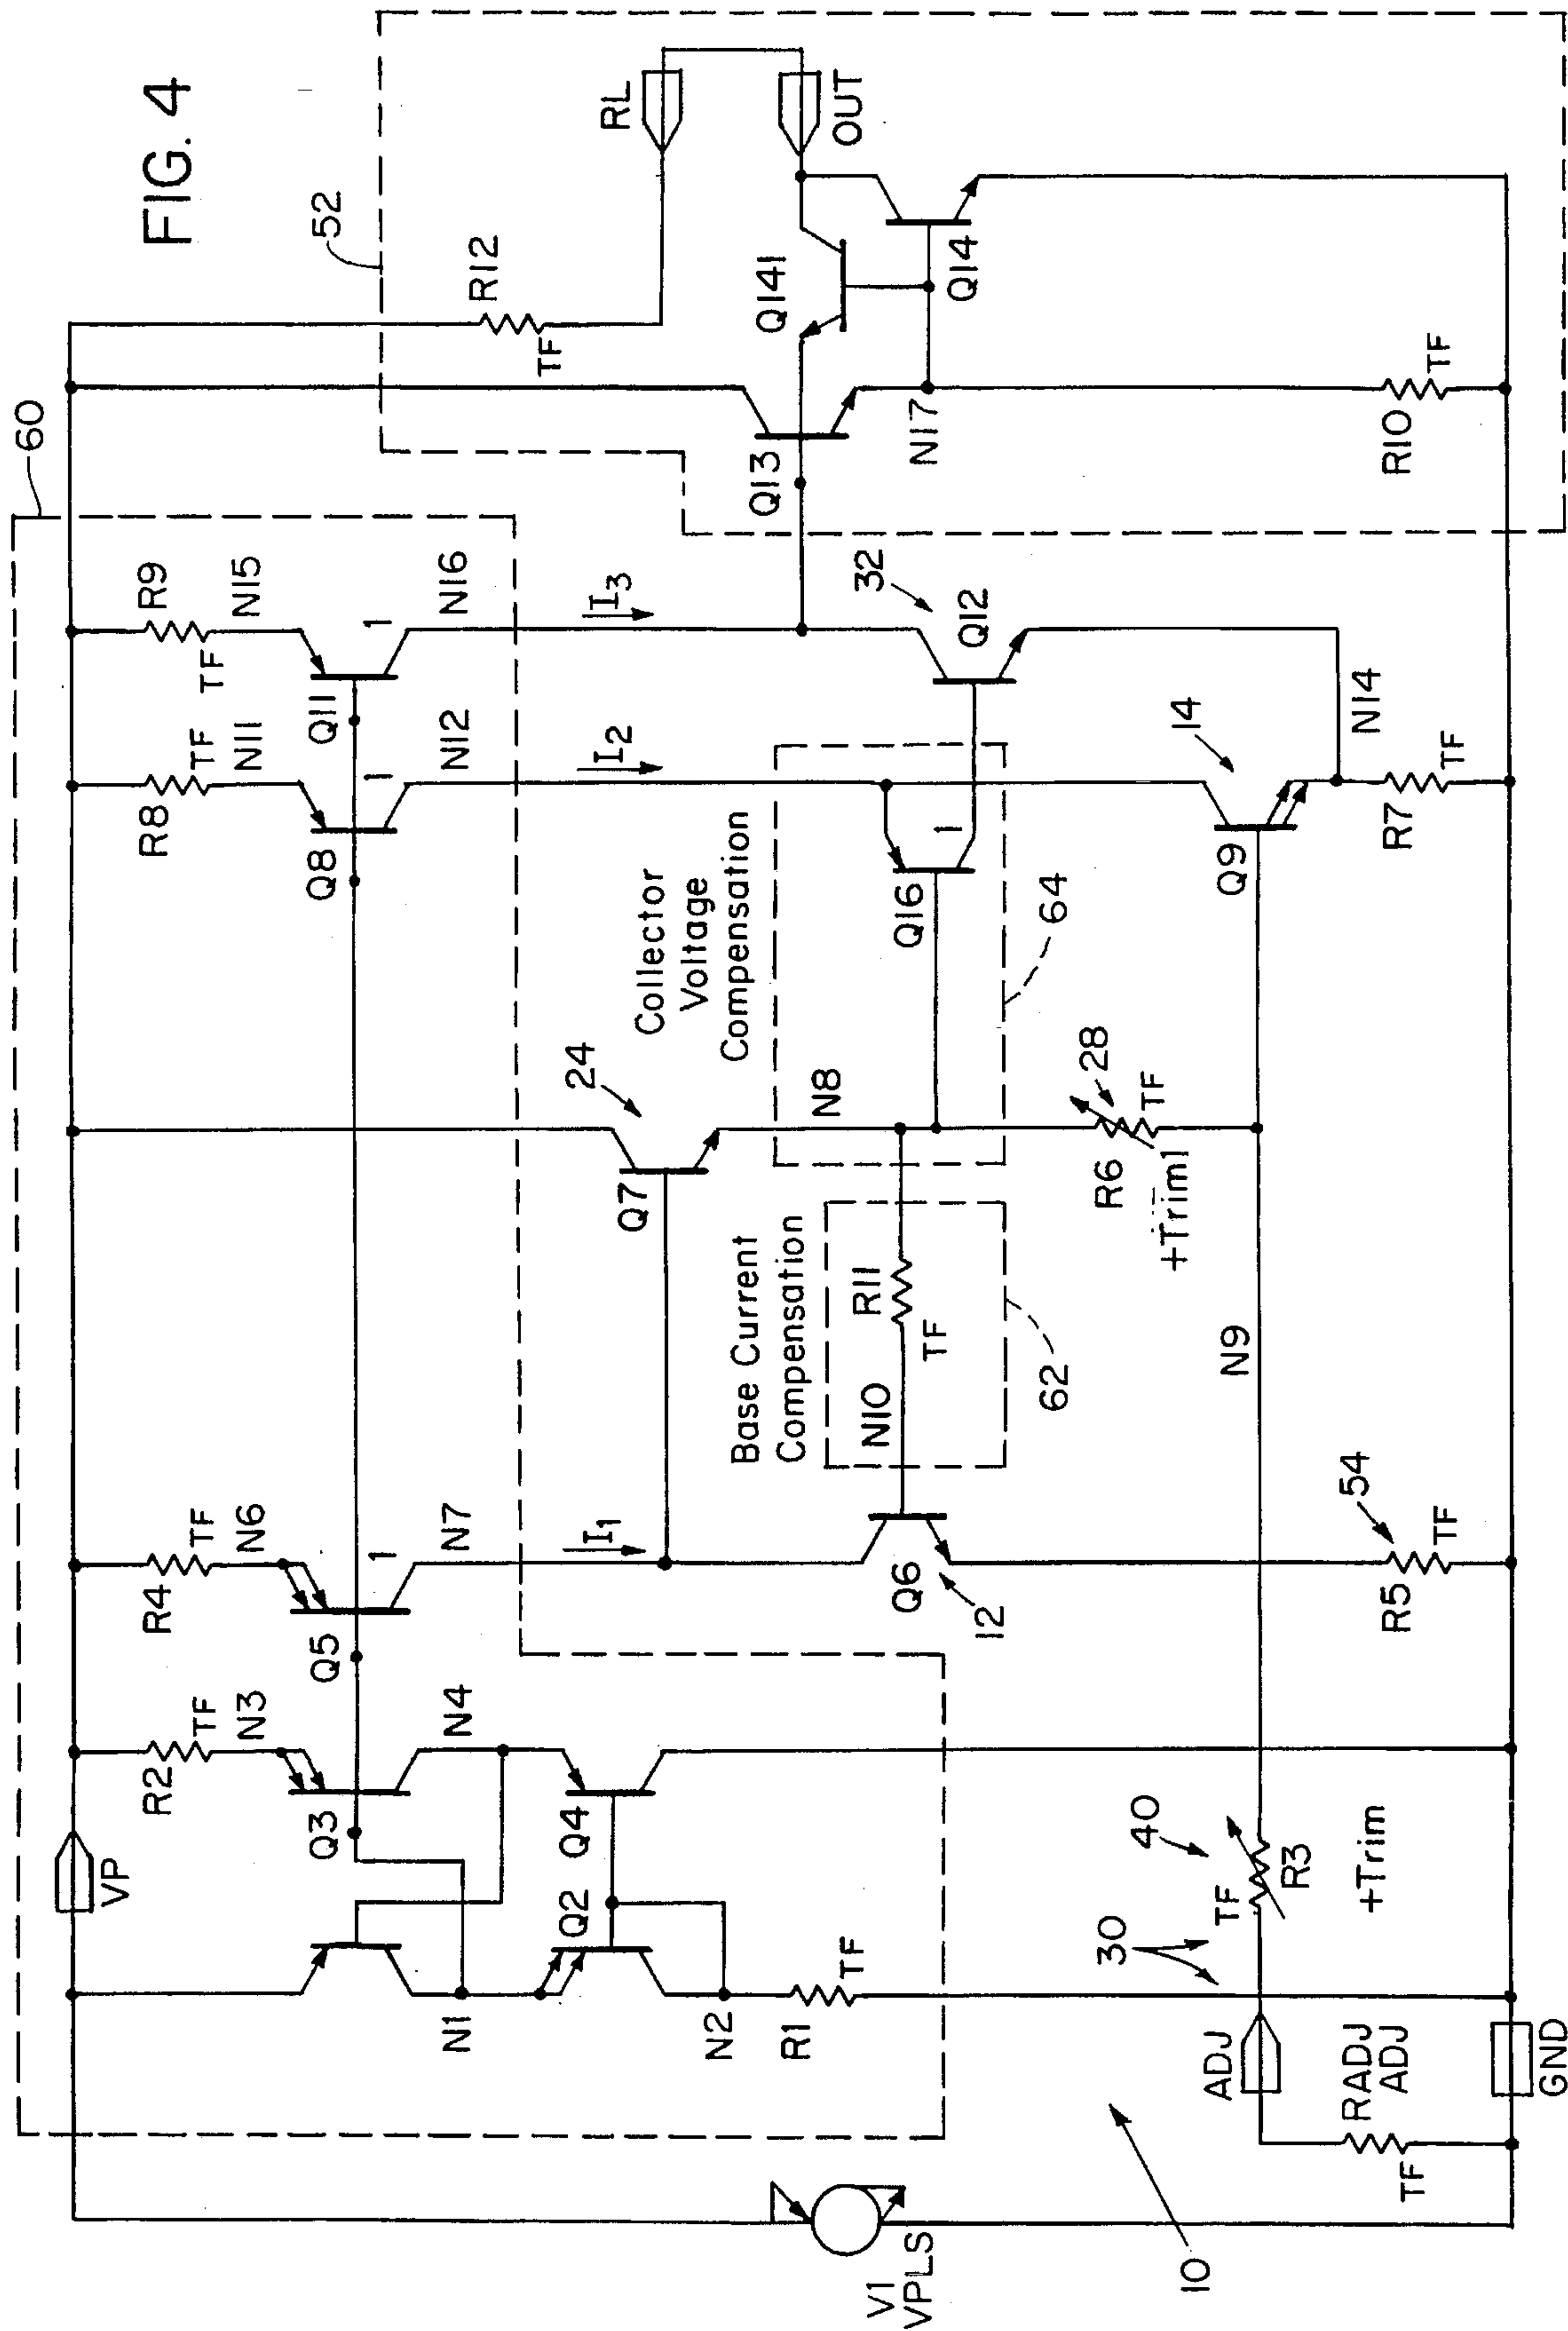 FIG. 4
60
52
R2
TF
N3
R4
TF
N6
R8
TF
N11
R9
TF
N15
R12
TF
RL
VP
Q3
Q5
1
Q8
1
Q11
1
N4
N7
N12
N16
N1
Q2
Q4
N2
R1
TF
I1
I2
I3
24
Q7
Q13
Q141
OUT
Q14
N17
Base Current
Compensation
N10
R11
TF
62
Collector
Voltage
Compensation
N8
Q16
1
64
32
Q12
Q6
12
V1
VPLS
10
30
40
TF
R3
+Trim
ADJ
RADJ
ADJ
TF
GND
N9
54
R5
TF
R6
+Trim1
28
TF
14
Q9
N14
R7
TF
R10
TF